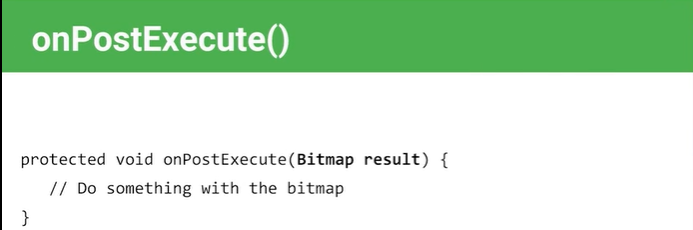 onPostExecute()
protected void onPostExecute(Bitmap result) {
// Do something with the bitmap
}